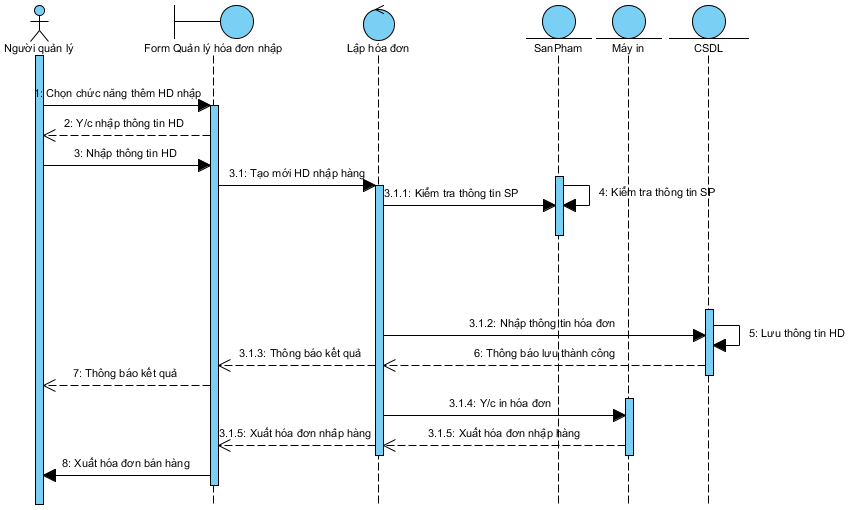 Người quản lý
Form Quản lý hóa đơn nhập
Lập hóa đơn
SanPham
Máy in
CSDL
1: Chọn chức năng thêm HD nhập
2: Y/c nhập thông tin HD
3: Nhập thông tin HD
3.1: Tạo mới HD nhập hàng
3.1.1: Kiểm tra thông tin SP
4: Kiểm tra thông tin SP
3.1.2: Nhập thông tin hóa đơn
5: Lưu thông tin HD
3.1.3: Thông báo kết quả
6: Thông báo lưu thành công
7: Thông báo kết quả
3.1.4: Y/c in hóa đơn
3.1.5: Xuất hóa đơn nhập hàng
3.1.5: Xuất hóa đơn nhập hàng
8: Xuất hóa đơn bán hàng